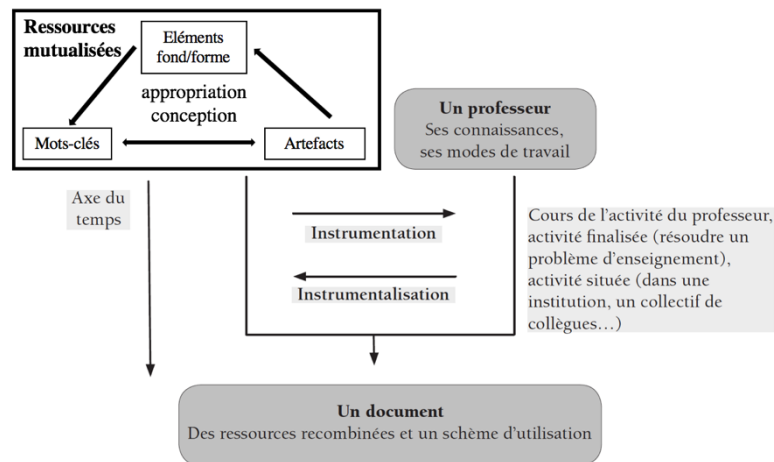 Ressources
mutualisées
Eléments
fond/forme
appropriation
conception
Mots-clés
Artefacts
Un professeur
Ses connaissances,
ses modes de travail
Axe du
temps
Instrumentation
Instrumentalisation
Cours de l’activité du professeur,
activité finalisée (résoudre un
problème d’enseignement),
activité située (dans une
institution, un collectif de
collègues…)
Un document
Des ressources recombinées et un schème d’utilisation